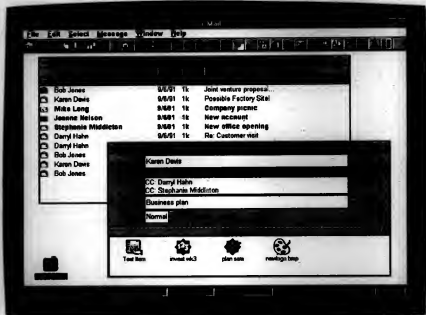 Mail
File Edit Select Message Window Help
Bob Jones 9/6/91 1k Joint venture proposal...
Karen Davis 9/6/91 1k Possible Factory Site!
Mike Lang 9/6/91 1k Company picnic
Joanne Nelson 9/6/91 1k New account
Stephanie Middleton 9/6/91 1k New office opening
Darryl Hahn 9/6/91 1k Re: Customer visit
Darryl Hahn
Bob Jones
Karen Davis
Bob Jones
Karen Davis
CC: Darryl Hahn
CC: Stephanie Middleton
Business plan
Normal
Text Item invest.wk3 plan.sam newlogo.bmp